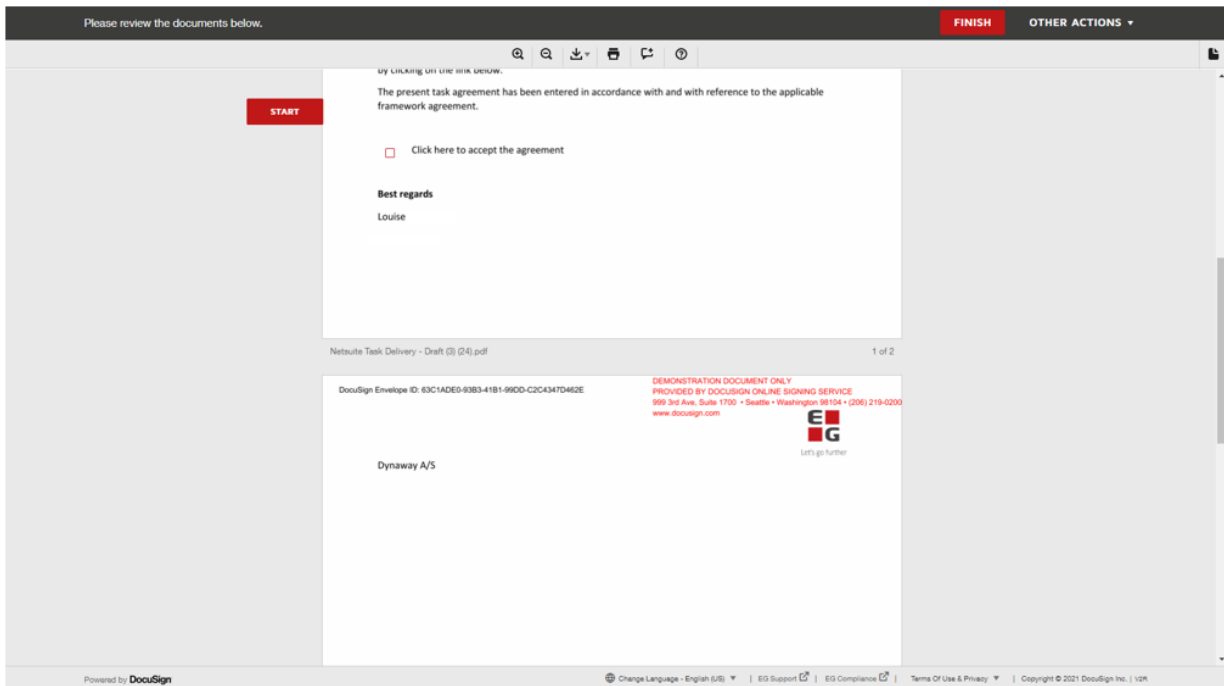 Please review the documents below.
FINISH
OTHER ACTIONS
by clicking on the link below.
The present task agreement has been entered in accordance with and with reference to the applicable
framework agreement.
START
Click here to accept the agreement
Best regards
Louise
Netsuite Task Delivery - Draft (3) (24).pdf
1 of 2
DocuSign Envelope ID: 63C1ADE0-93B3-41B1-99DD-C2C4347D462E
DEMONSTRATION DOCUMENT ONLY
PROVIDED BY DOCUSIGN ONLINE SIGNING SERVICE
999 3rd Ave, Suite 1700 • Seattle • Washington 98104 • (206) 219-0200
www.docusign.com
E
G
Let's go further
Dynaway A/S
Powered by DocuSign
Change Language - English (US) | EG Support | EG Compliance | Terms Of Use & Privacy | Copyright © 2021 DocuSign Inc. | V2R